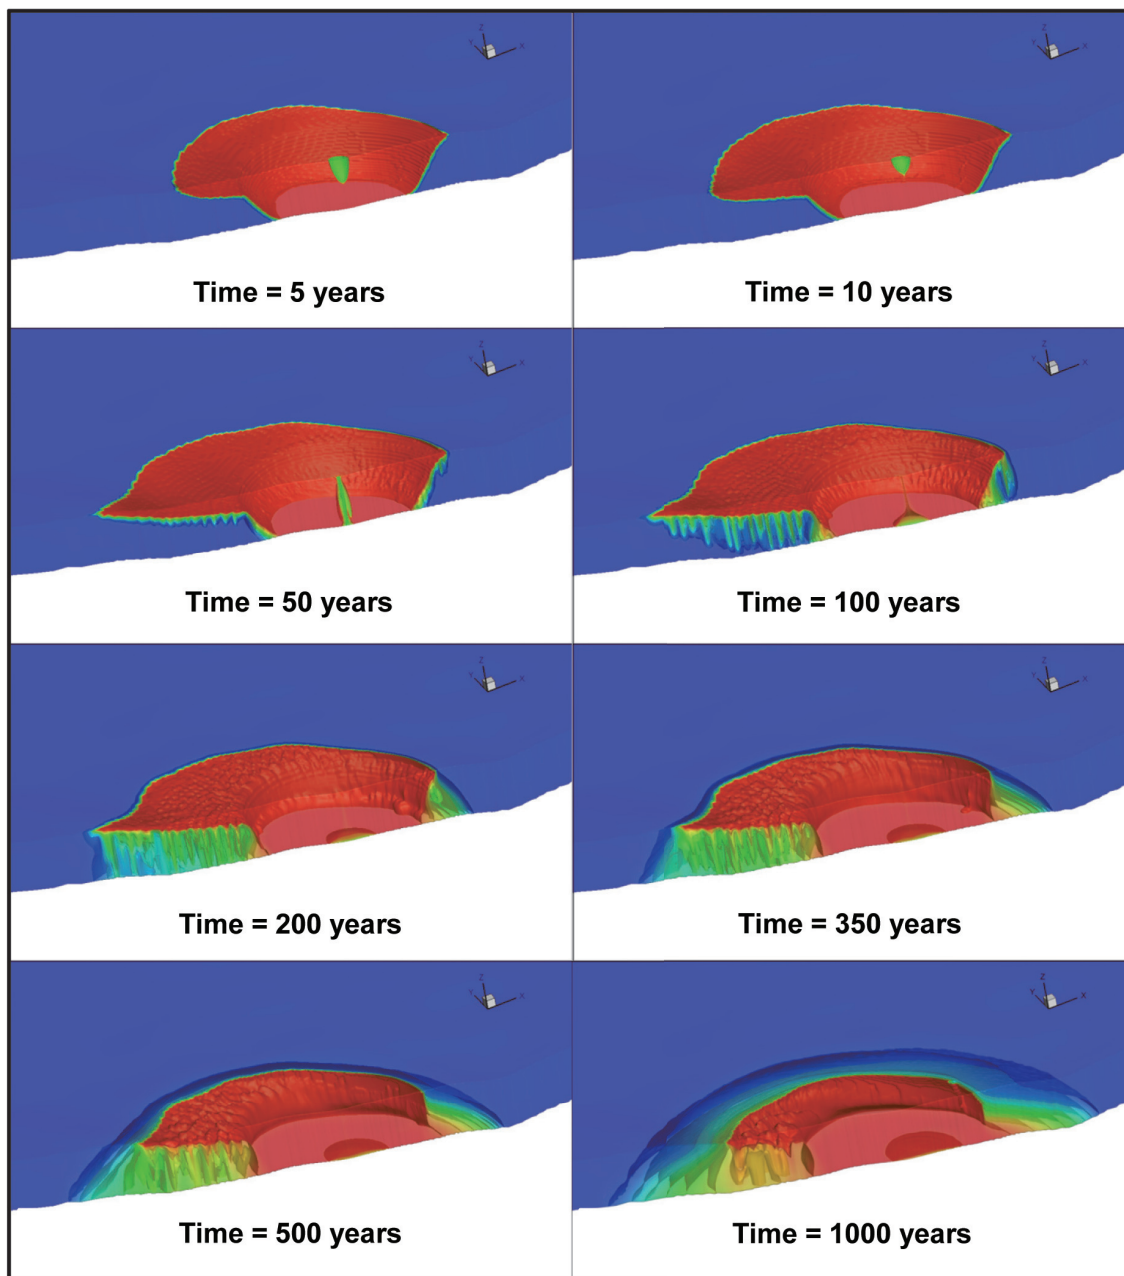 Z
Y
X
Z
Y
X
Time = 5 years
Time = 10 years
Z
Y
X
Z
Y
X
Time = 50 years
Time = 100 years
Z
Y
X
Z
Y
X
Time = 200 years
Time = 350 years
Z
Y
X
Z
Y
X
Time = 500 years
Time = 1000 years